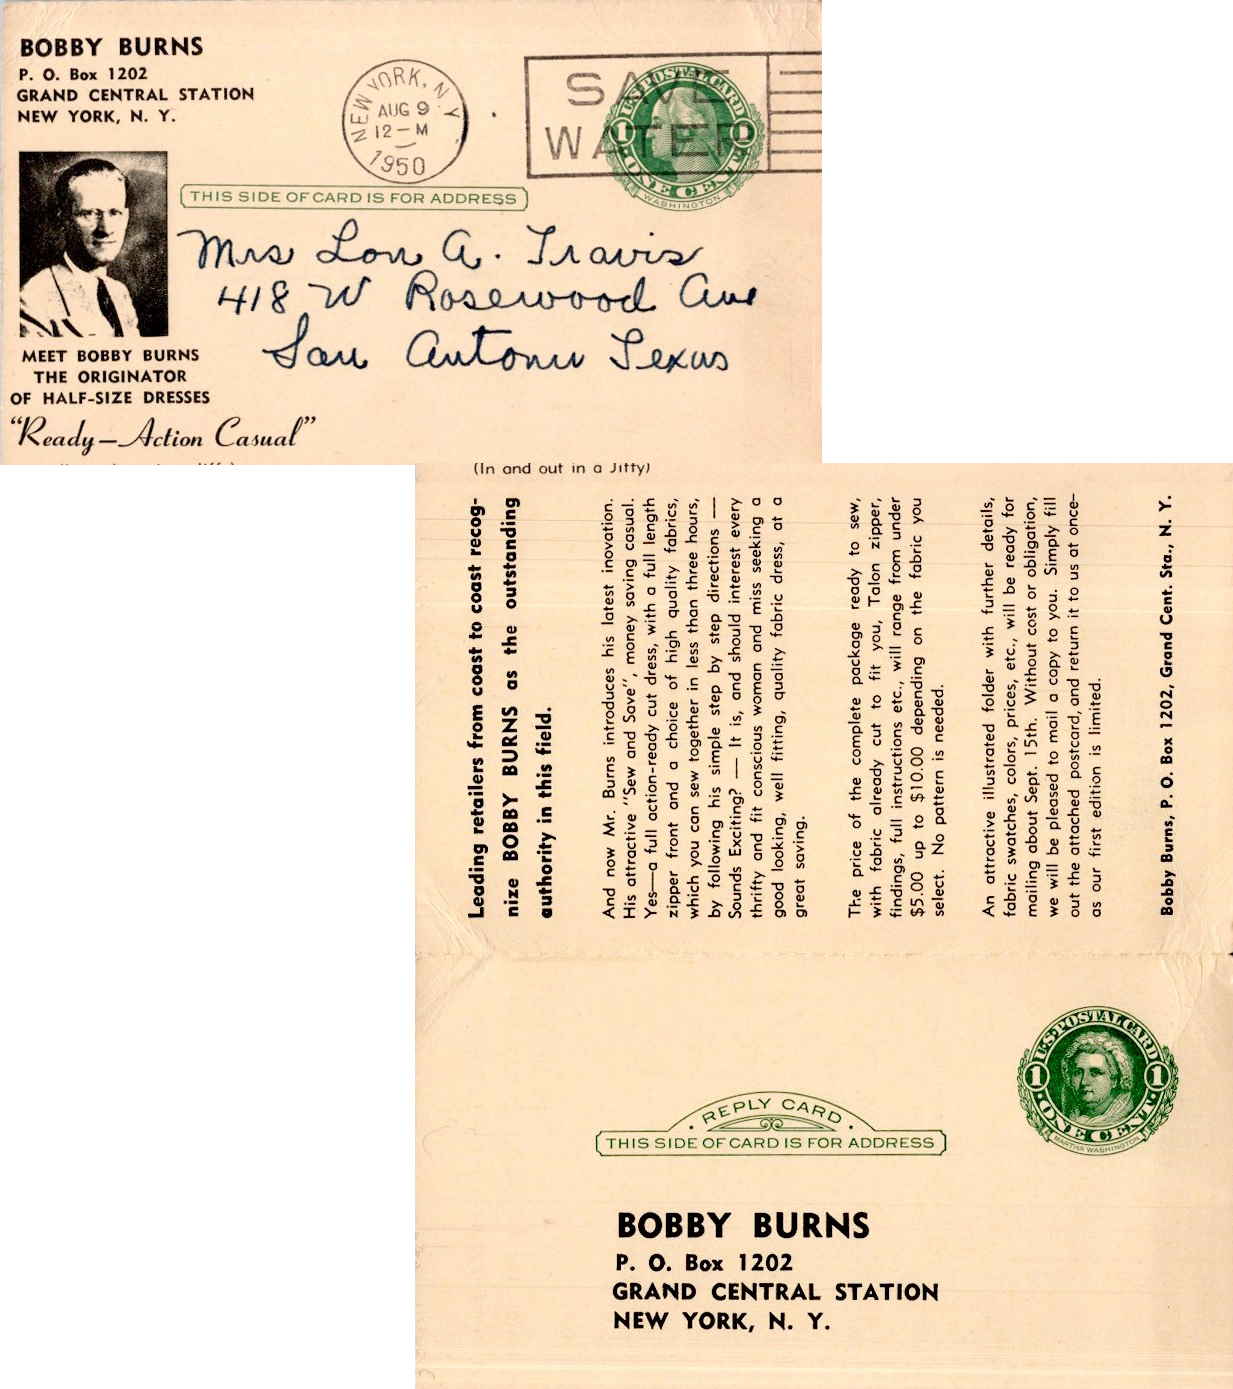 BOBBY BURNS
P. O. Box 1202
GRAND CENTRAL STATION
NEW YORK, N. Y.
NEW YORK, N. Y.
AUG 9
12 – M
1950
SAVE
WATER
U·S·POSTAL CARD
1 1
ONE CENT
WASHINGTON
THIS SIDE OF CARD IS FOR ADDRESS
Mrs Lon A. Travis
418 W Rosewood Ave
San Antonio Texas
MEET BOBBY BURNS
THE ORIGINATOR
OF HALF-SIZE DRESSES
"Ready—Action Casual"
(In and out in a Jitty)
Leading retailers from coast to coast recog-
nize BOBBY BURNS as the outstanding
authority in this field.
And now Mr. Burns introduces his latest inovation.
His attractive "Sew and Save", money saving casual.
Yes—a full action-ready cut dress, with a full length
zipper front and a choice of high quality fabrics,
which you can sew together in less than three hours,
by following his simple step by step directions —
Sounds Exciting? — It is, and should interest every
thrifty and fit conscious woman and miss seeking a
good looking, well fitting, quality fabric dress, at a
great saving.
The price of the complete package ready to sew,
with fabric already cut to fit you, Talon zipper,
findings, full instructions etc., will range from under
$5.00 up to $10.00 depending on the fabric you
select. No pattern is needed.
An attractive illustrated folder with further details,
fabric swatches, colors, prices, etc., will be ready for
mailing about Sept. 15th. Without cost or obligation,
we will be pleased to mail a copy to you. Simply fill
out the attached postcard, and return it to us at once—
as our first edition is limited.
Bobby Burns, P. O. Box 1202, Grand Cent. Sta., N. Y.
U·S·POSTAL CARD
1 1
ONE CENT
MARTHA WASHINGTON
REPLY CARD
THIS SIDE OF CARD IS FOR ADDRESS
BOBBY BURNS
P. O. Box 1202
GRAND CENTRAL STATION
NEW YORK, N. Y.